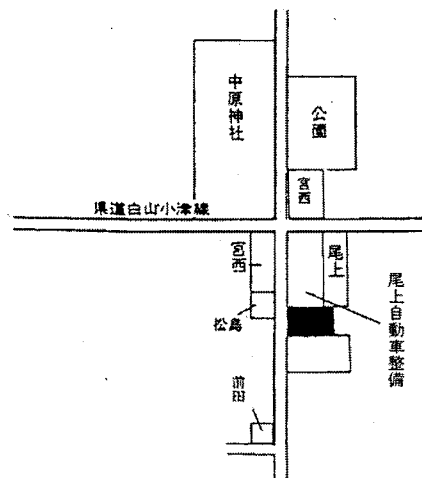 中原神社
公園
宮西
県道白山小津線
宮西
尾上
松島
尾上自動車整備
前田